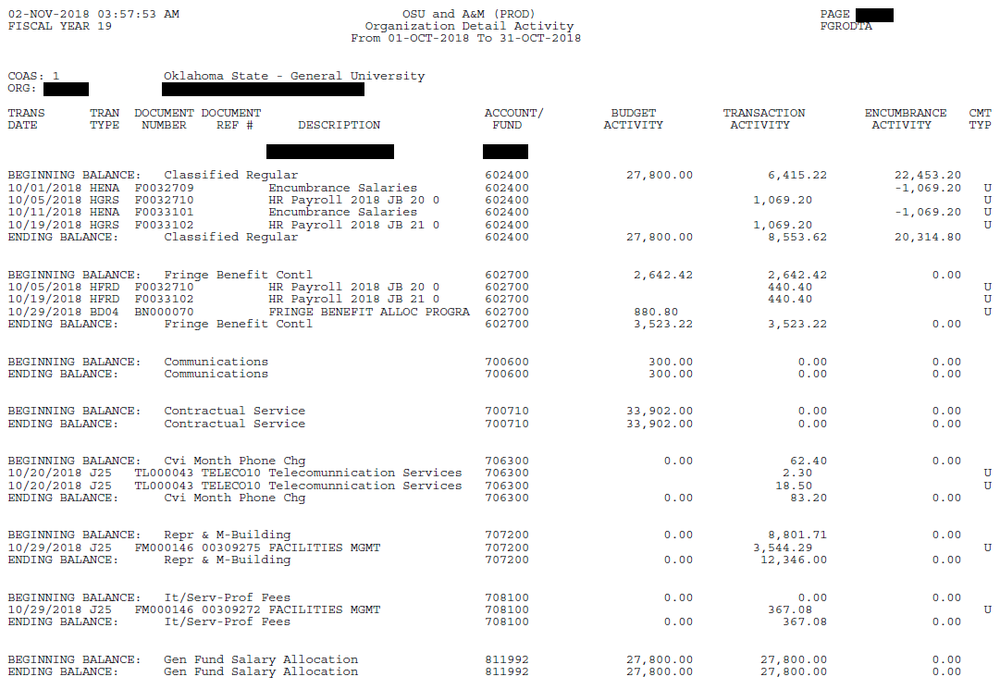 02-NOV-2018 03:57:53 AM OSU and A&M (PROD) PAGE
FISCAL YEAR 19 Organization Detail Activity FGRODTA
From 01-OCT-2018 To 31-OCT-2018
COAS: 1 Oklahoma State - General University
ORG:
TRANS TRAN DOCUMENT DOCUMENT ACCOUNT/ BUDGET TRANSACTION ENCUMBRANCE CMT
DATE TYPE NUMBER REF # DESCRIPTION FUND ACTIVITY ACTIVITY ACTIVITY TYP
BEGINNING BALANCE: Classified Regular 602400 27,800.00 6,415.22 22,453.20
10/01/2018 HENA F0032709 Encumbrance Salaries 602400 -1,069.20 U
10/05/2018 HGRS F0032710 HR Payroll 2018 JB 20 0 602400 1,069.20 U
10/11/2018 HENA F0033101 Encumbrance Salaries 602400 -1,069.20 U
10/19/2018 HGRS F0033102 HR Payroll 2018 JB 21 0 602400 1,069.20 U
ENDING BALANCE: Classified Regular 602400 27,800.00 8,553.62 20,314.80
BEGINNING BALANCE: Fringe Benefit Contl 602700 2,642.42 2,642.42 0.00
10/05/2018 HFRD F0032710 HR Payroll 2018 JB 20 0 602700 440.40 U
10/19/2018 HFRD F0033102 HR Payroll 2018 JB 21 0 602700 440.40 U
10/29/2018 BD04 BN000070 FRINGE BENEFIT ALLOC PROGRA 602700 880.80 U
ENDING BALANCE: Fringe Benefit Contl 602700 3,523.22 3,523.22 0.00
BEGINNING BALANCE: Communications 700600 300.00 0.00 0.00
ENDING BALANCE: Communications 700600 300.00 0.00 0.00
BEGINNING BALANCE: Contractual Service 700710 33,902.00 0.00 0.00
ENDING BALANCE: Contractual Service 700710 33,902.00 0.00 0.00
BEGINNING BALANCE: Cvi Month Phone Chg 706300 0.00 62.40 0.00
10/20/2018 J25 TL000043 TELECO10 Telecomunnication Services 706300 2.30 U
10/20/2018 J25 TL000043 TELECO10 Telecomunnication Services 706300 18.50 U
ENDING BALANCE: Cvi Month Phone Chg 706300 0.00 83.20 0.00
BEGINNING BALANCE: Repr & M-Building 707200 0.00 8,801.71 0.00
10/29/2018 J25 FM000146 00309275 FACILITIES MGMT 707200 3,544.29 U
ENDING BALANCE: Repr & M-Building 707200 0.00 12,346.00 0.00
BEGINNING BALANCE: It/Serv-Prof Fees 708100 0.00 0.00 0.00
10/29/2018 J25 FM000146 00309272 FACILITIES MGMT 708100 367.08 U
ENDING BALANCE: It/Serv-Prof Fees 708100 0.00 367.08 0.00
BEGINNING BALANCE: Gen Fund Salary Allocation 811992 27,800.00 27,800.00 0.00
ENDING BALANCE: Gen Fund Salary Allocation 811992 27,800.00 27,800.00 0.00